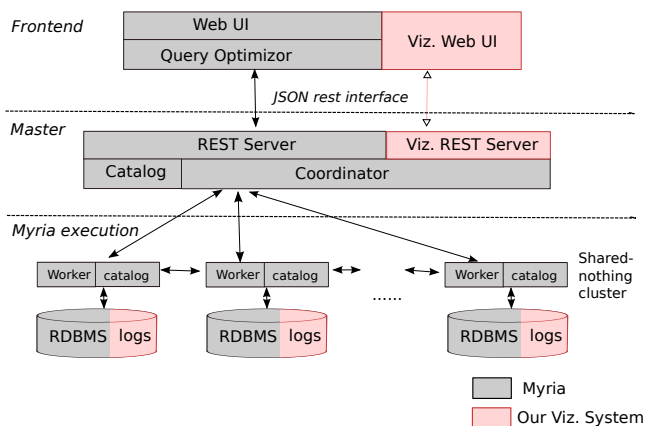 Frontend
Web UI
Viz. Web UI
Query Optimizor
JSON rest interface
Master
REST Server
Viz. REST Server
Catalog
Coordinator
Myria execution
Worker
catalog
Worker
catalog
Worker
catalog
Shared-
nothing
cluster
......
RDBMS
logs
RDBMS
logs
RDBMS
logs
Myria
Our Viz. System